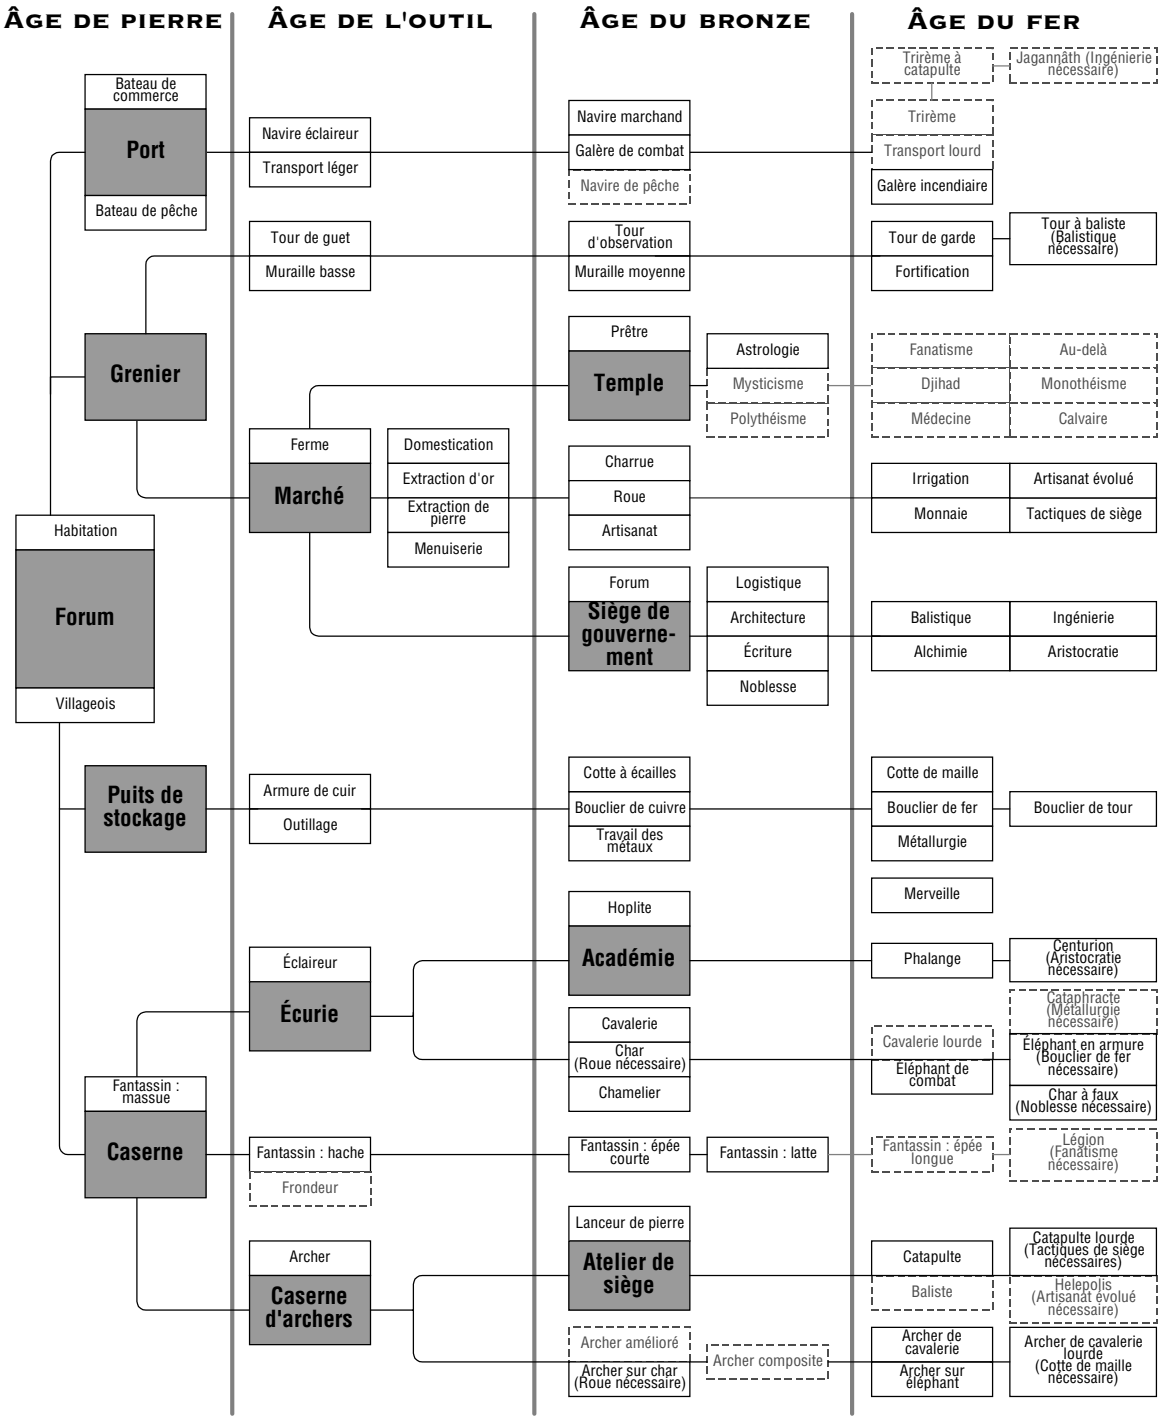 ÂGE DE PIERRE
ÂGE DE L'OUTIL
ÂGE DU BRONZE
ÂGE DU FER
Trirème à
catapulte
Jagannâth (Ingénierie
nécessaire)
Bateau de
commerce
Port
Bateau de pêche
Navire éclaireur
Transport léger
Navire marchand
Galère de combat
Navire de pêche
Trirème
Transport lourd
Galère incendiaire
Tour de guet
Muraille basse
Tour
d'observation
Muraille moyenne
Tour de garde
Fortification
Tour à baliste
(Balistique
nécessaire)
Grenier
Prêtre
Temple
Astrologie
Mysticisme
Polythéisme
Fanatisme
Au-delà
Djihad
Monothéisme
Médecine
Calvaire
Ferme
Marché
Domestication
Extraction d'or
Extraction de
pierre
Menuiserie
Charrue
Roue
Artisanat
Irrigation
Artisanat évolué
Monnaie
Tactiques de siège
Habitation
Forum
Villageois
Forum
Siège de
gouverne-
ment
Logistique
Architecture
Écriture
Noblesse
Balistique
Ingénierie
Alchimie
Aristocratie
Puits de
stockage
Armure de cuir
Outillage
Cotte à écailles
Bouclier de cuivre
Travail des
métaux
Cotte de maille
Bouclier de fer
Métallurgie
Bouclier de tour
Merveille
Hoplite
Académie
Phalange
Centurion
(Aristocratie
nécessaire)
Éclaireur
Écurie
Cavalerie
Char
(Roue nécessaire)
Chamelier
Cavalerie lourde
Éléphant de
combat
Cataphracte
(Métallurgie
nécessaire)
Éléphant en armure
(Bouclier de fer
nécessaire)
Char à faux
(Noblesse nécessaire)
Fantassin :
massue
Caserne
Fantassin : hache
Frondeur
Fantassin : épée
courte
Fantassin : latte
Fantassin : épée
longue
Légion
(Fanatisme
nécessaire)
Archer
Caserne
d'archers
Lanceur de pierre
Atelier de
siège
Catapulte
Baliste
Catapulte lourde
(Tactiques de siège
nécessaires)
Helepolis
(Artisanat évolué
nécessaire)
Archer amélioré
Archer sur char
(Roue nécessaire)
Archer composite
Archer de
cavalerie
Archer sur
éléphant
Archer de cavalerie
lourde
(Cotte de maille
nécessaire)